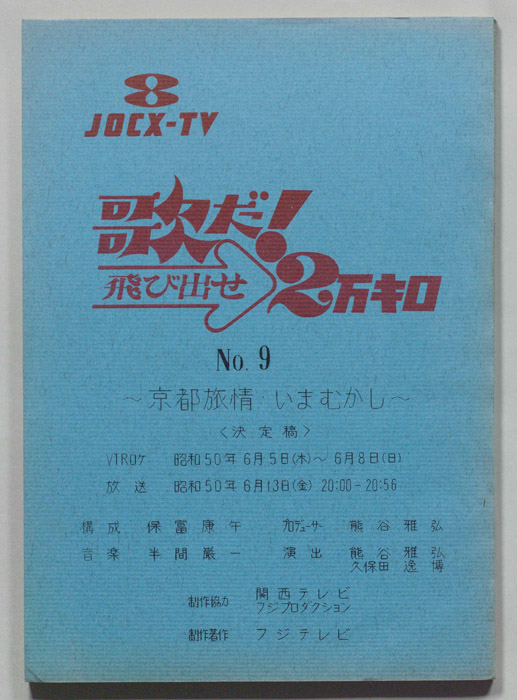 8
JOCX-TV
歌だ!
飛び出せ
2万キロ
No. 9
～京都旅情・いまむかし～
〈決定稿〉
VTRロケ 昭和50年6月5日(木)～6月8日(日)
放送 昭和50年6月13日(金) 20:00-20:56
構成 保富康午 プロデューサー 熊谷雅弘
音楽 半間厳一 演出 熊谷雅弘
久保田逸博
制作協力 関西テレビ
フジプロダクション
制作著作 フジテレビ